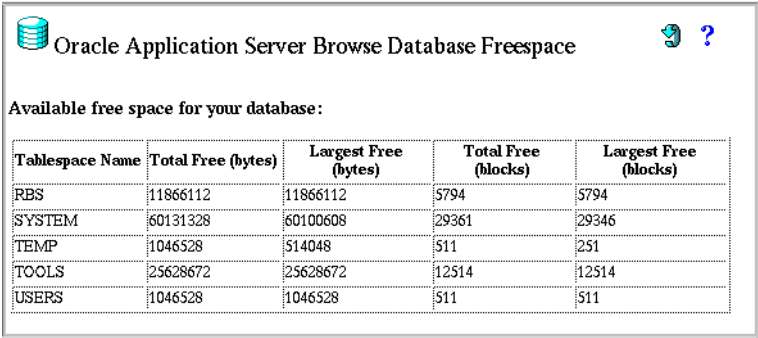 Oracle Application Server Browse Database Freespace ?
Available free space for your database:
Tablespace Name Total Free (bytes) Largest Free (bytes) Total Free (blocks) Largest Free (blocks)
RBS 11866112 11866112 5794 5794
SYSTEM 60131328 60100608 29361 29346
TEMP 1046528 514048 511 251
TOOLS 25628672 25628672 12514 12514
USERS 1046528 1046528 511 511